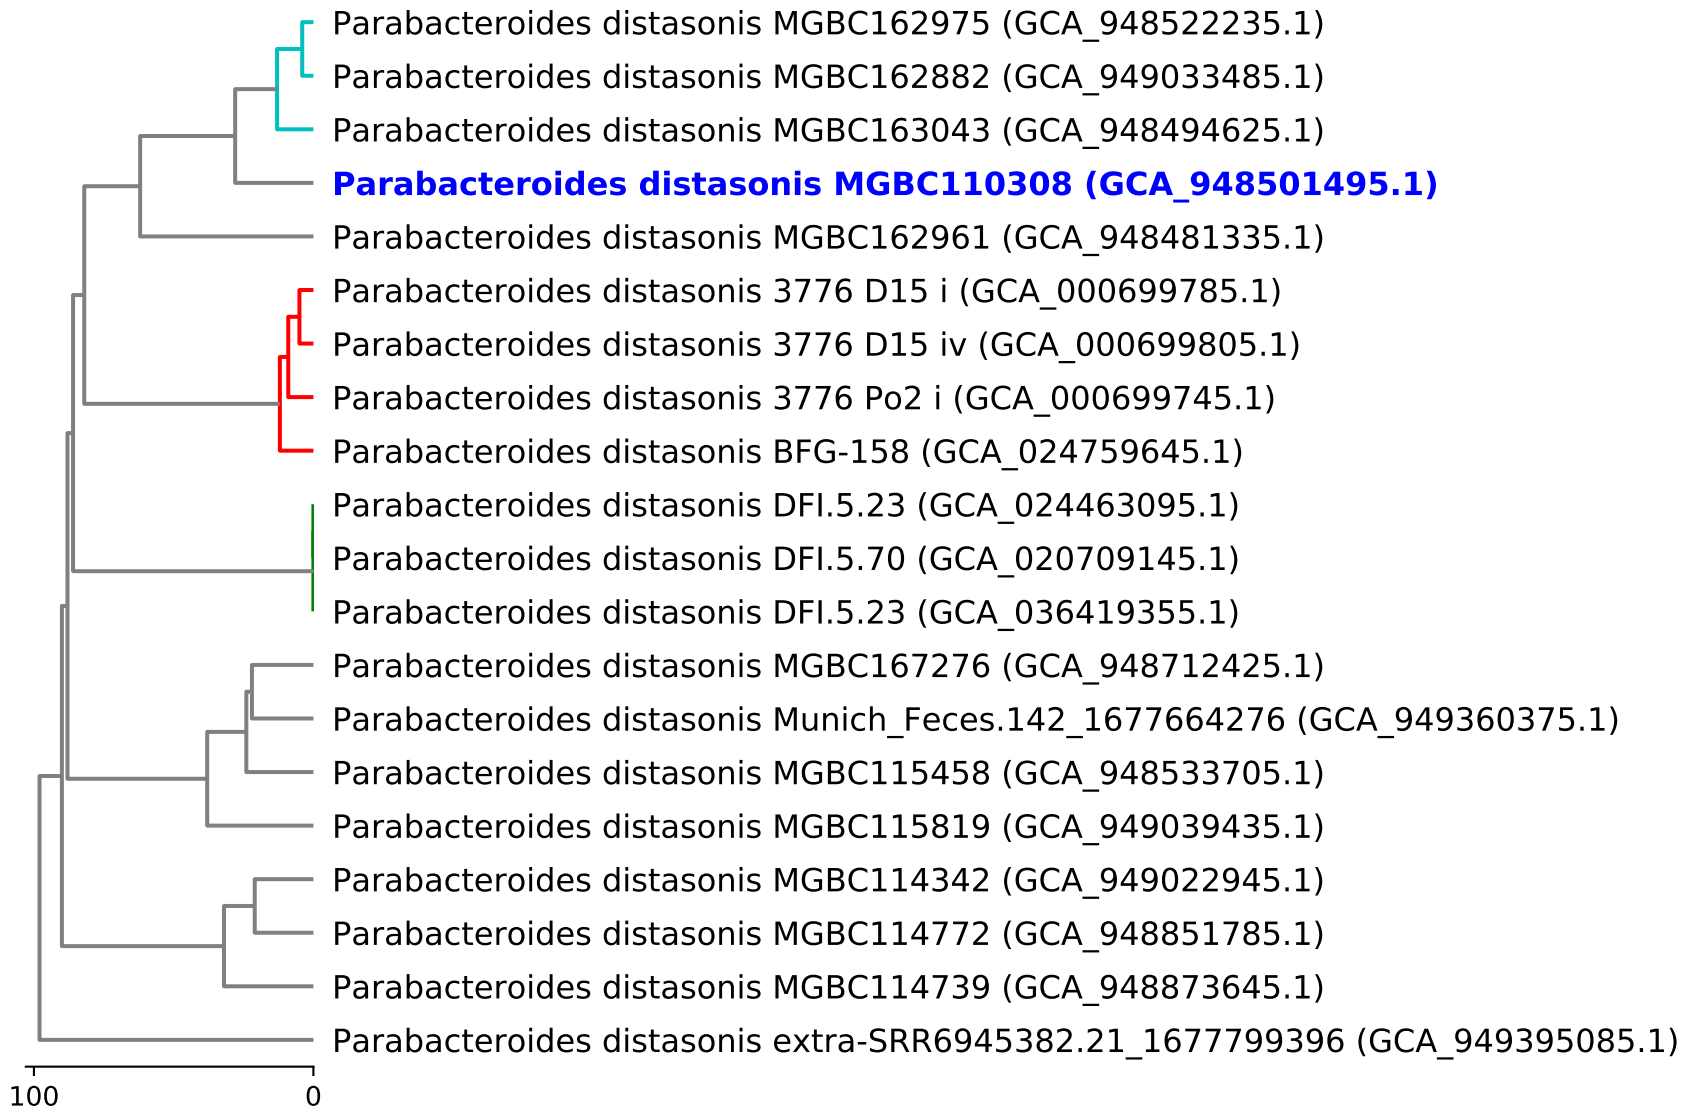 Parabacteroides distasonis MGBC162975 (GCA_948522235.1)
Parabacteroides distasonis MGBC162882 (GCA_949033485.1)
Parabacteroides distasonis MGBC163043 (GCA_948494625.1)
Parabacteroides distasonis MGBC110308 (GCA_948501495.1)
Parabacteroides distasonis MGBC162961 (GCA_948481335.1)
Parabacteroides distasonis 3776 D15 i (GCA_000699785.1)
Parabacteroides distasonis 3776 D15 iv (GCA_000699805.1)
Parabacteroides distasonis 3776 Po2 i (GCA_000699745.1)
Parabacteroides distasonis BFG-158 (GCA_024759645.1)
Parabacteroides distasonis DFI.5.23 (GCA_024463095.1)
Parabacteroides distasonis DFI.5.70 (GCA_020709145.1)
Parabacteroides distasonis DFI.5.23 (GCA_036419355.1)
Parabacteroides distasonis MGBC167276 (GCA_948712425.1)
Parabacteroides distasonis Munich_Feces.142_1677664276 (GCA_949360375.1)
Parabacteroides distasonis MGBC115458 (GCA_948533705.1)
Parabacteroides distasonis MGBC115819 (GCA_949039435.1)
Parabacteroides distasonis MGBC114342 (GCA_949022945.1)
Parabacteroides distasonis MGBC114772 (GCA_948851785.1)
Parabacteroides distasonis MGBC114739 (GCA_948873645.1)
Parabacteroides distasonis extra-SRR6945382.21_1677799396 (GCA_949395085.1)
100 0